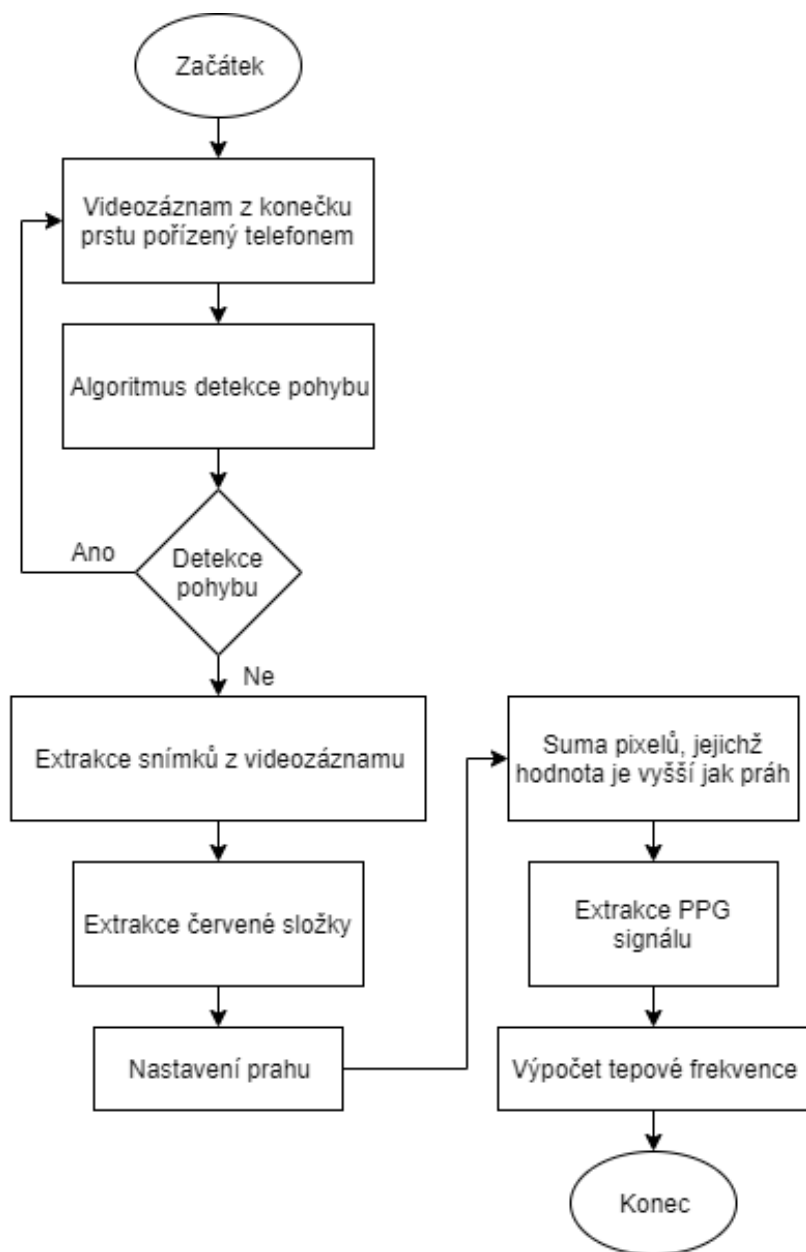 Začátek
Videozáznam z konečku
prstu pořízený telefonem
Algoritmus detekce pohybu
Ano
Detekce
pohybu
Ne
Extrakce snímků z videozáznamu
Extrakce červené složky
Nastavení prahu
Suma pixelů, jejichž
hodnota je vyšší jak práh
Extrakce PPG
signálu
Výpočet tepové frekvence
Konec